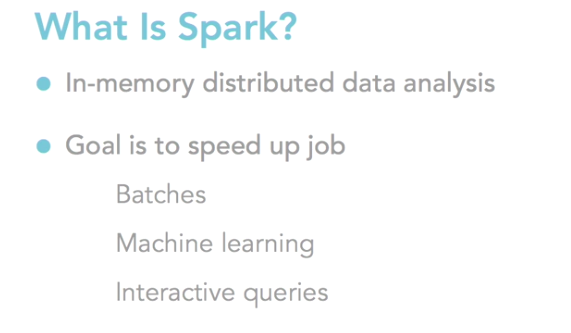 What Is Spark?
In-memory distributed data analysis
Goal is to speed up job
Batches
Machine learning
Interactive queries